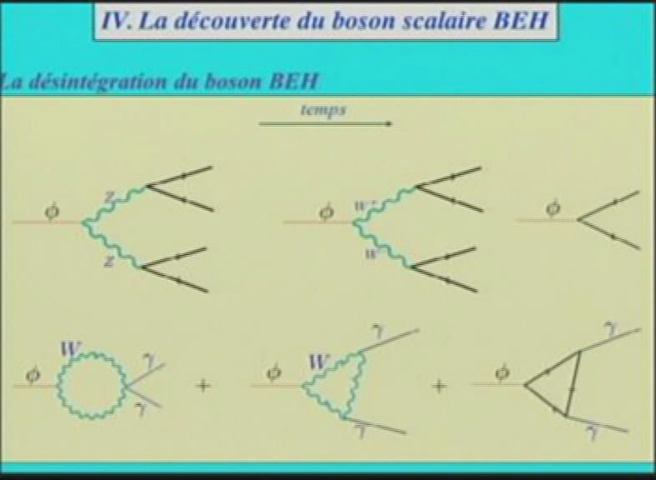 IV. La découverte du boson scalaire BEH
La désintégration du boson BEH
temps
ϕ Z Z
ϕ W W
ϕ
ϕ W γ γ +
ϕ W γ γ +
ϕ γ γ